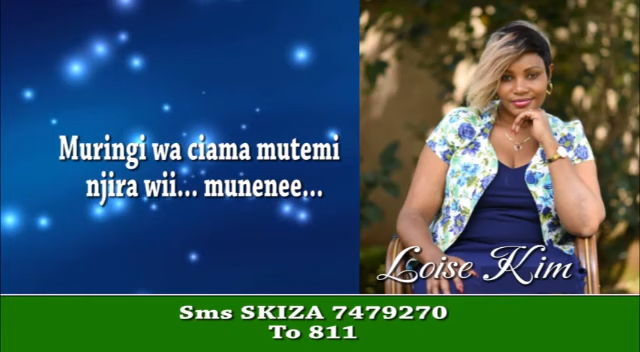 Muringi wa ciama mutemi
njira wii... munenee...
Loise Kim
Sms SKIZA 7479270
To 811